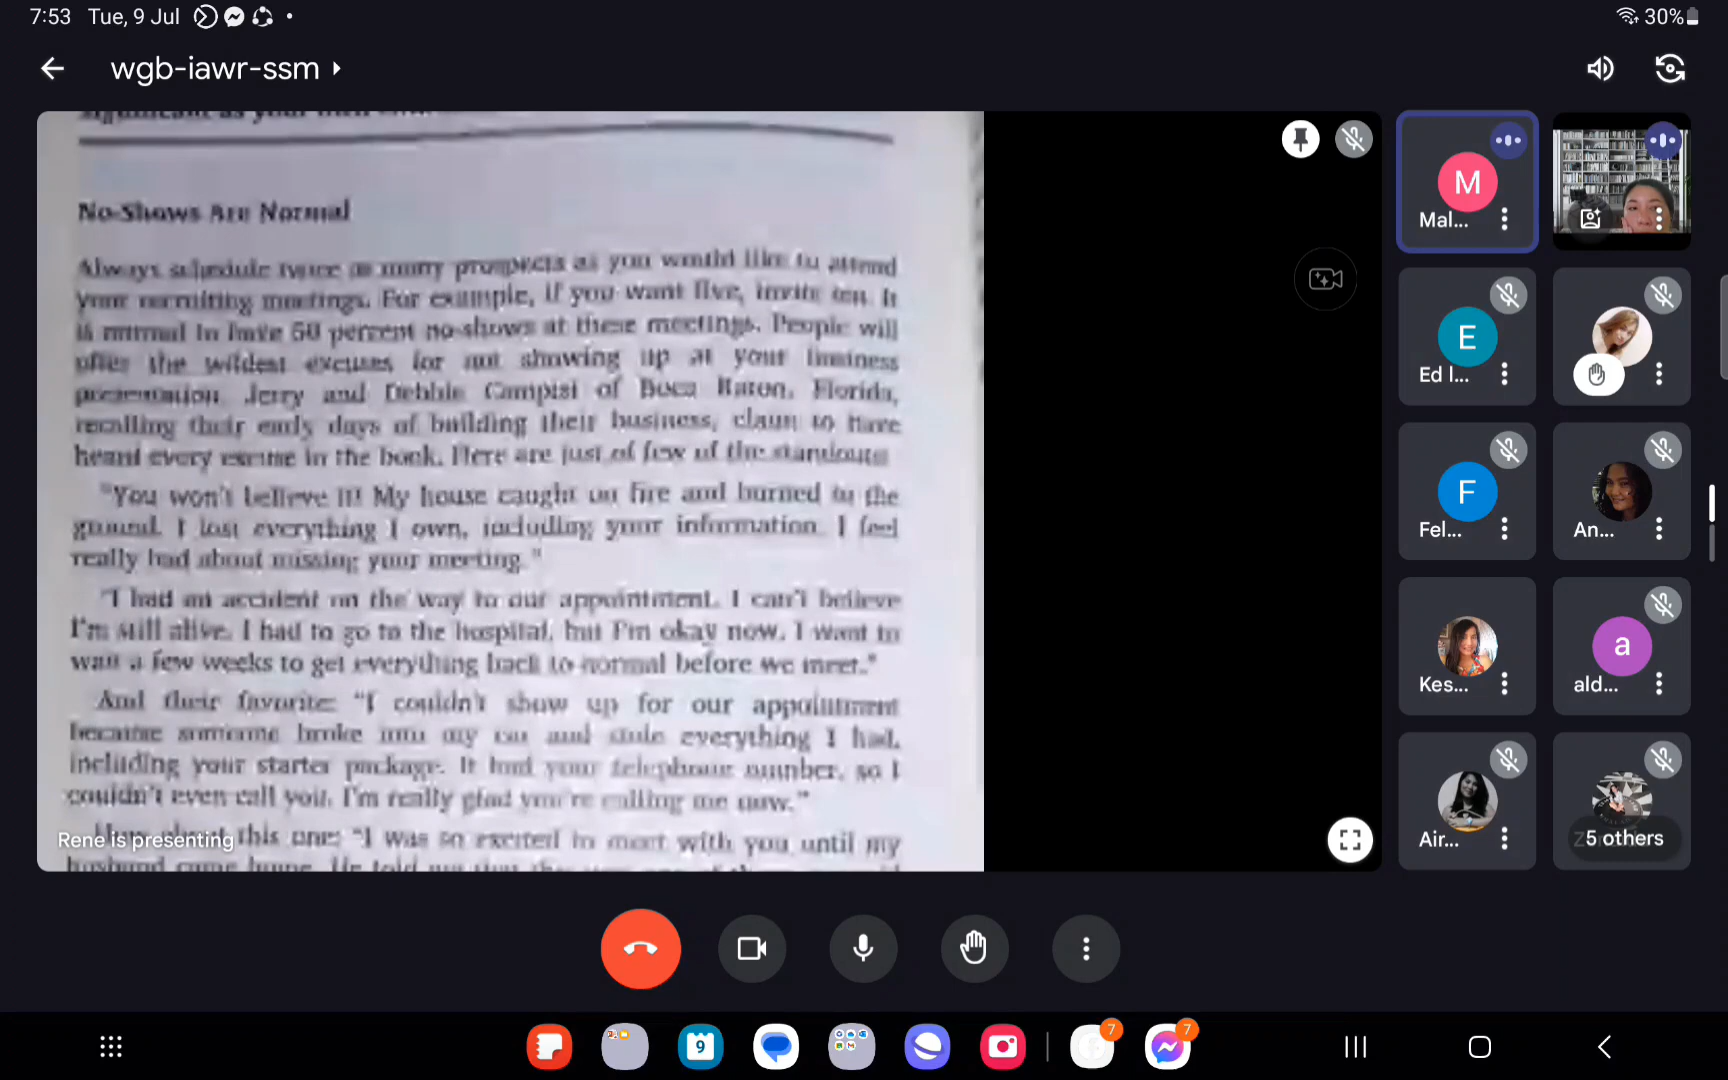 7:53 Tue, 9 Jul
30%
wgb-iawr-ssm
significant as your
No-Shows Are Normal
Always schedule twice as many prospects as you would like to attend
your recruiting meetings. For example, if you want five, invite ten. It
is normal to have 50 percent no-shows at these meetings. People will
offer the wildest excuses for not showing up at your business
presentation. Jerry and Debbie Campisi of Boca Raton, Florida,
recalling their early days of building their business, claim to have
heard every excuse in the book. Here are just of few of the standouts
"You won't believe it! My house caught on fire and burned to the
ground. I lost everything I own, including your information. I feel
really bad about missing your meeting."
"I had an accident on the way to our appointment. I can't believe
I'm still alive. I had to go to the hospital, but I'm okay now. I want to
wait a few weeks to get everything back to normal before we meet."
And their favorite: "I couldn't show up for our appointment
because someone broke into my car and stole everything I had,
including your starter package. It had your telephone number, so I
couldn't even call you. I'm really glad you're calling me now."
this one: "I was so excited to meet with you until my
husband came home. He told me that
Rene is presenting
M
Mal...
E
Ed l...
F
Fel...
An...
Kes...
a
ald...
Air...
5 others
9
7
7